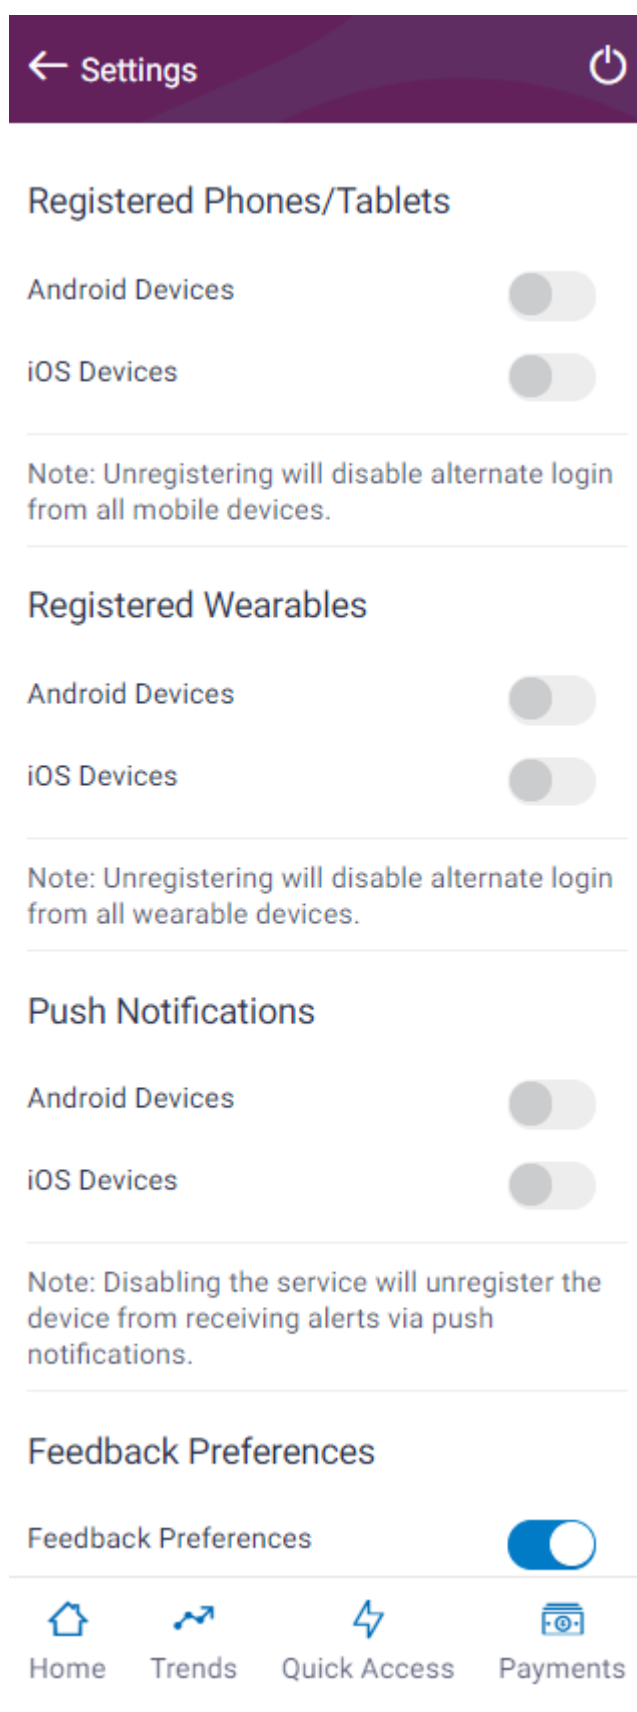 Settings
Registered Phones/Tablets
Android Devices
iOS Devices
Note: Unregistering will disable alternate login
from all mobile devices.
Registered Wearables
Android Devices
iOS Devices
Note: Unregistering will disable alternate login
from all wearable devices.
Push Notifications
Android Devices
iOS Devices
Note: Disabling the service will unregister the
device from receiving alerts via push
notifications.
Feedback Preferences
Feedback Preferences
Home Trends Quick Access Payments